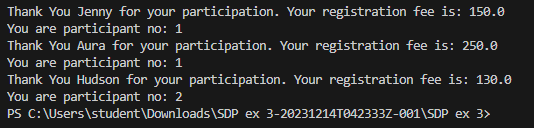 Thank You Jenny for your participation. Your registration fee is: 150.0
You are participant no: 1
Thank You Aura for your participation. Your registration fee is: 250.0
You are participant no: 1
Thank You Hudson for your participation. Your registration fee is: 130.0
You are participant no: 2
PS C:\Users\student\Downloads\SDP ex 3-20231214T042333Z-001\SDP ex 3>